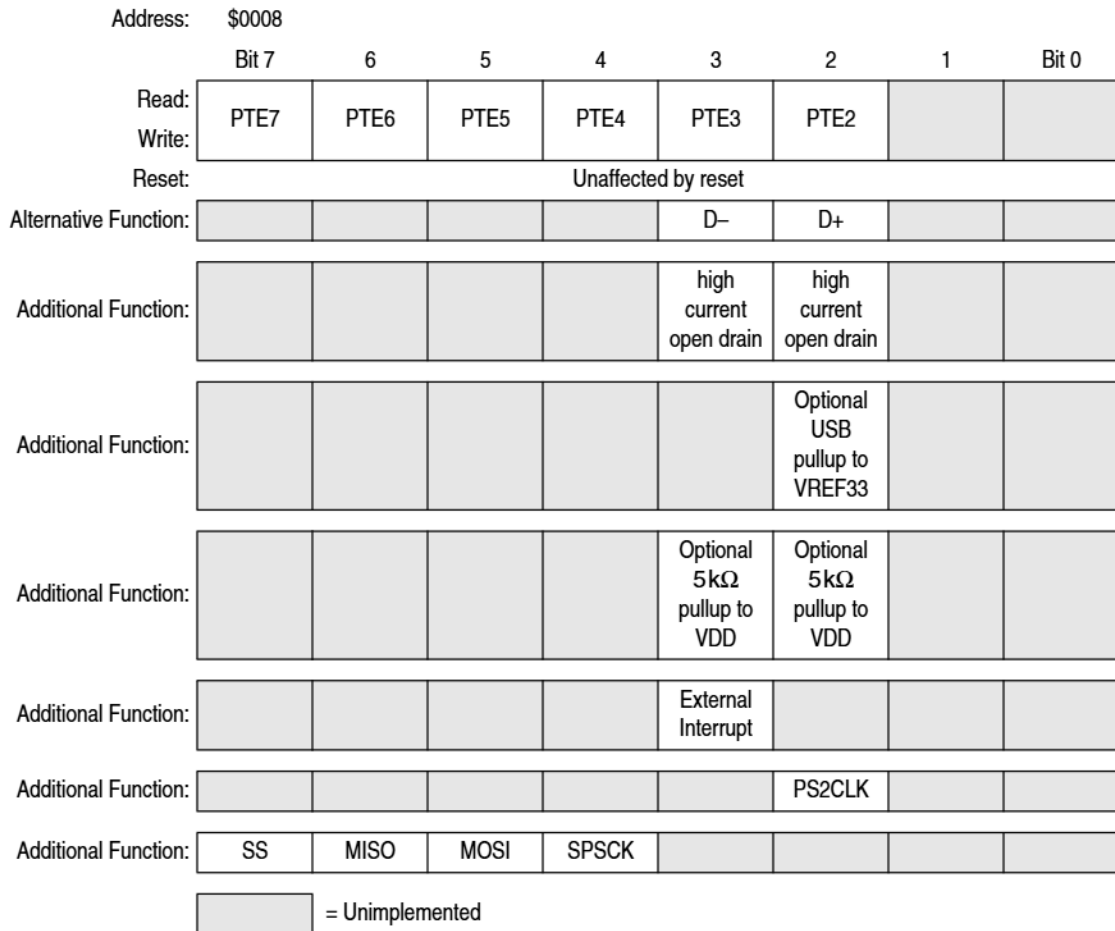 Address: $0008
Bit 7 6 5 4 3 2 1 Bit 0
Read:
PTE7 PTE6 PTE5 PTE4 PTE3 PTE2
Write:
Reset: Unaffected by reset
Alternative Function: D– D+
high high
Additional Function: current current
open drain open drain
Optional
USB
Additional Function:
pullup to
VREF33
Optional Optional
5kΩ 5kΩ
Additional Function:
pullup to pullup to
VDD VDD
External
Additional Function:
Interrupt
Additional Function: PS2CLK
Additional Function: SS MISO MOSI SPSCK
= Unimplemented